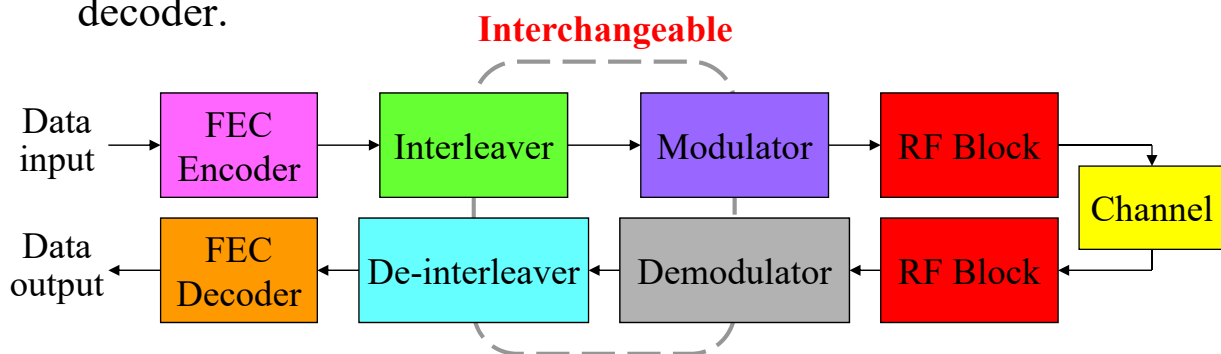 decoder.
Interchangeable
Data
input
FEC
Encoder
Interleaver
Modulator
RF Block
Channel
Data
output
FEC
Decoder
De-interleaver
Demodulator
RF Block